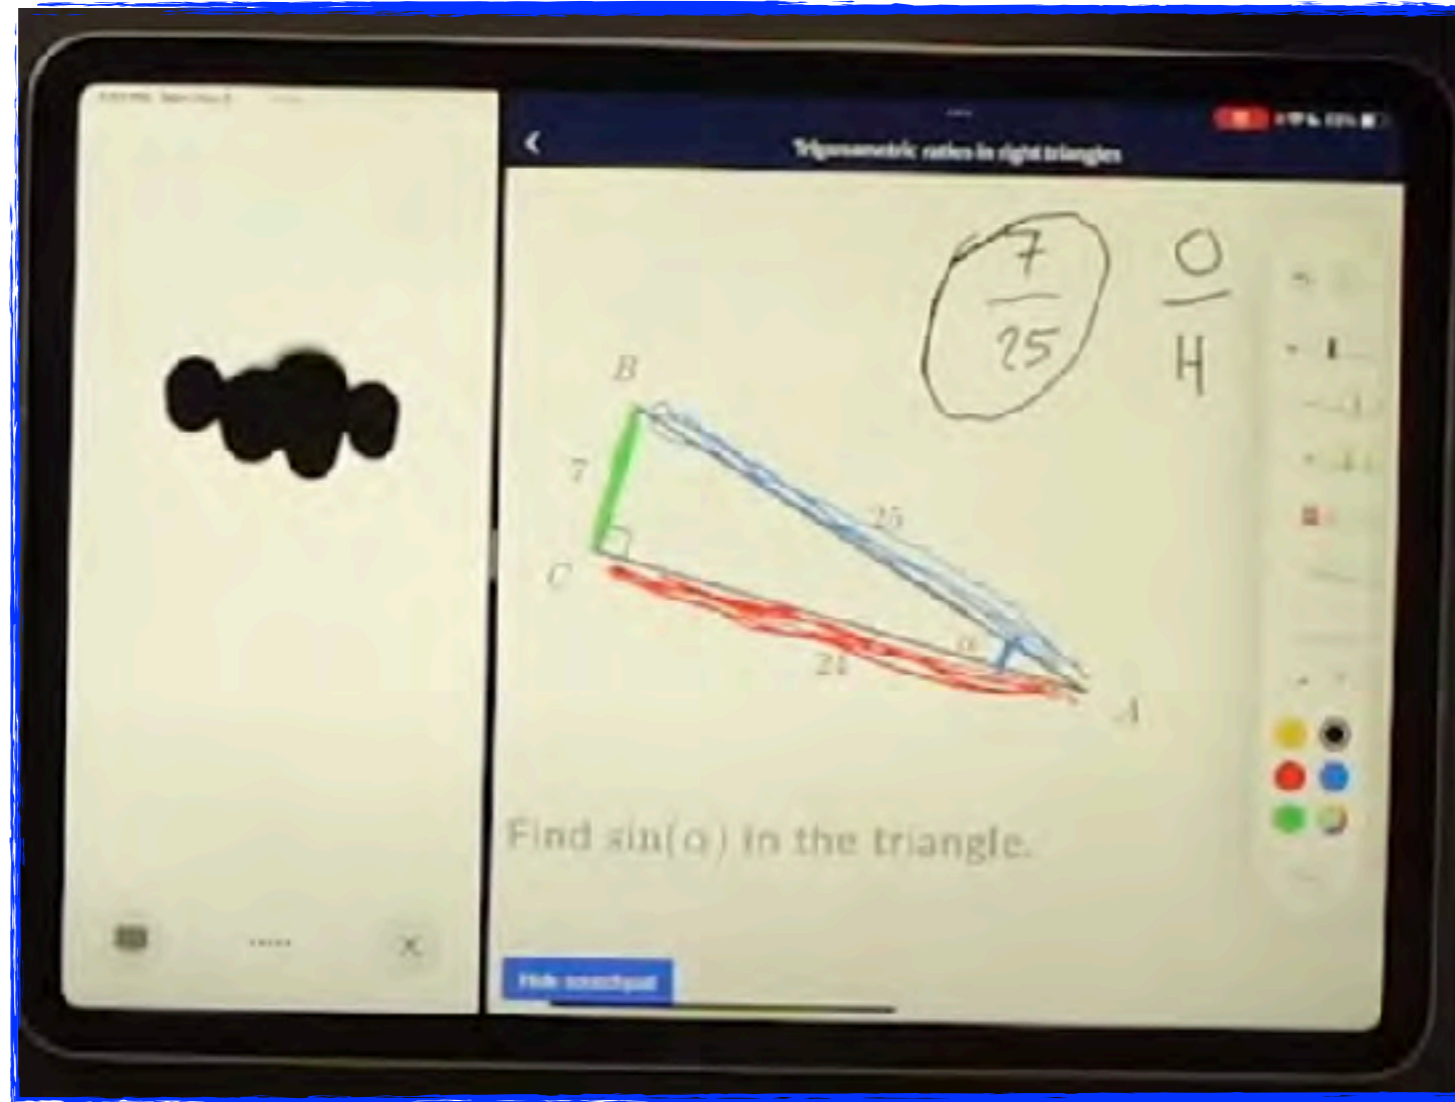 Trigonometric ratios in right triangles
7
25
O
H
B
7
25
C
α
24
A
Find sin(α) in the triangle.
Hide scratchpad